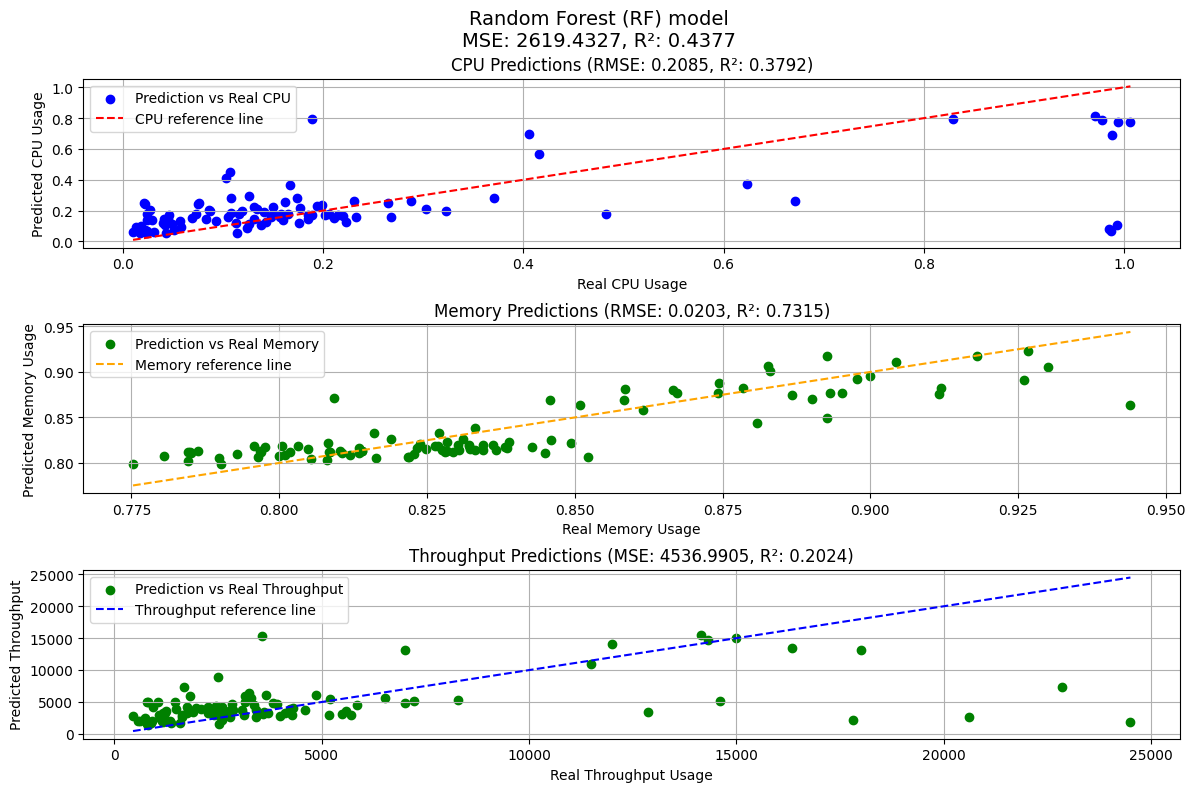 Random Forest (RF) model
MSE: 2619.4327, R²: 0.4377
CPU Predictions (RMSE: 0.2085, R²: 0.3792)
Predicted CPU Usage
1.0
0.8
0.6
0.4
0.2
0.0
Prediction vs Real CPU
CPU reference line
0.0 0.2 0.4 0.6 0.8 1.0
Real CPU Usage
Memory Predictions (RMSE: 0.0203, R²: 0.7315)
Predicted Memory Usage
0.95
0.90
0.85
0.80
Prediction vs Real Memory
Memory reference line
0.775 0.800 0.825 0.850 0.875 0.900 0.925 0.950
Real Memory Usage
Throughput Predictions (MSE: 4536.9905, R²: 0.2024)
Predicted Throughput
25000
20000
15000
10000
5000
0
Prediction vs Real Throughput
Throughput reference line
0 5000 10000 15000 20000 25000
Real Throughput Usage